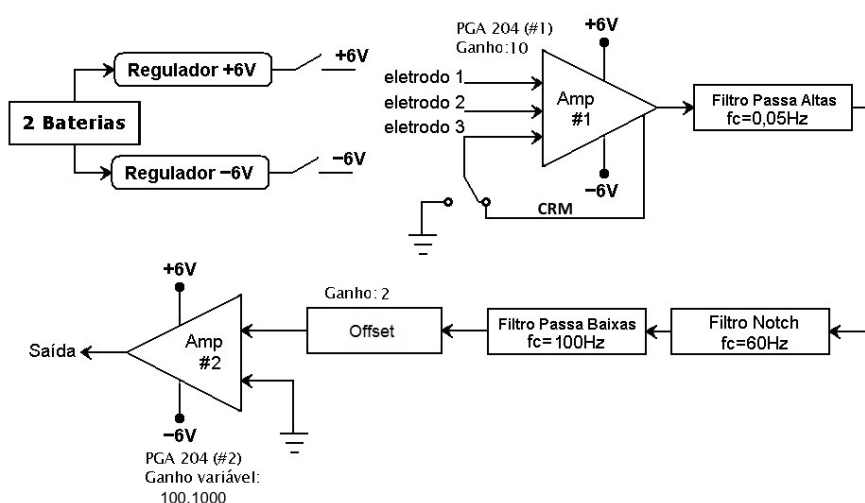 2 Baterias
Regulador +6V
+6V
Regulador −6V
−6V
PGA 204 (#1)
Ganho:10
+6V
eletrodo 1
eletrodo 2
eletrodo 3
Amp
#1
−6V
CRM
Filtro Passa Altas
fc=0,05Hz
Filtro Notch
fc=60Hz
Filtro Passa Baixas
fc=100Hz
Ganho: 2
Offset
+6V
Amp
#2
Saída
−6V
PGA 204 (#2)
Ganho variável:
100,1000